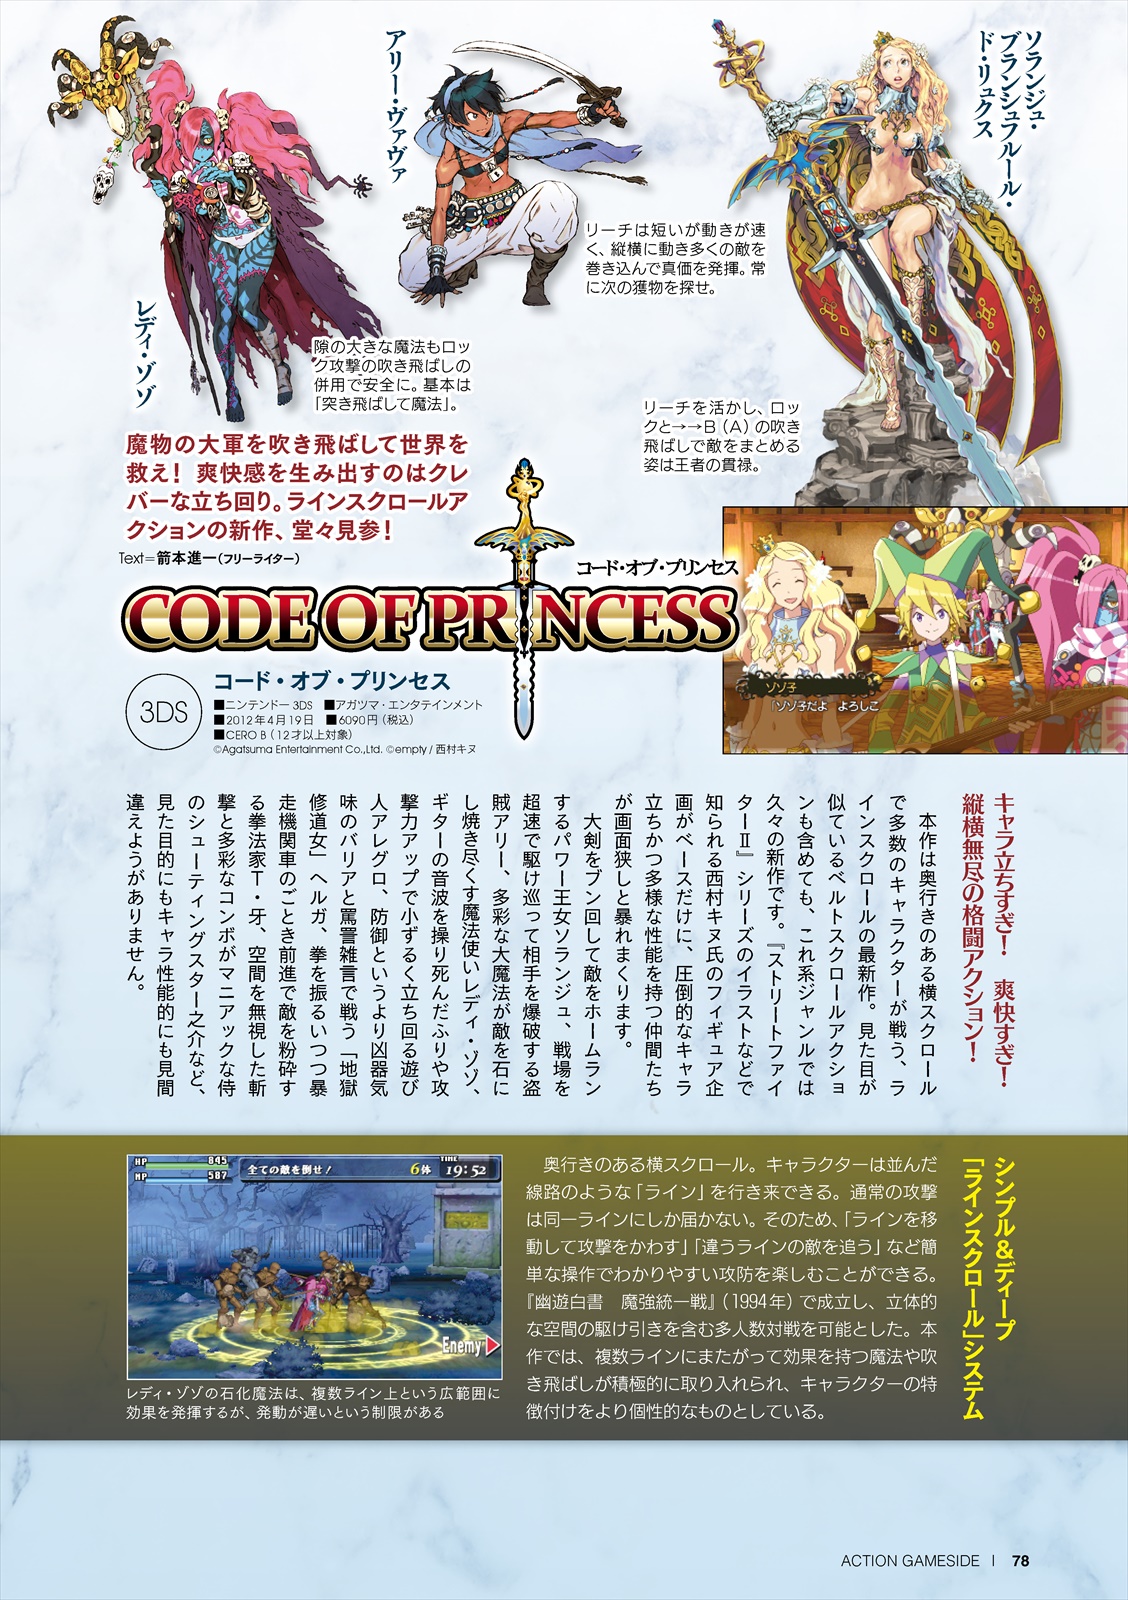 ソランジュ・
ブランシュフルール・
ド・リュクス
アリー・ヴァヴァ
レディ・ゾゾ
リーチは短いが動きが速
く、縦横に動き多くの敵を
巻き込んで真価を発揮。常
に次の獲物を探せ。
隙の大きな魔法もロッ
ク攻撃の吹き飛ばしの
併用で安全に。基本は
「突き飛ばして魔法」。
リーチを活かし、ロッ
クと→→B（A）の吹き
飛ばしで敵をまとめる
姿は王者の貫禄。
魔物の大軍を吹き飛ばして世界を
救え！ 爽快感を生み出すのはクレ
バーな立ち回り。ラインスクロールア
クションの新作、堂々見参！
Text＝箭本進一（フリーライター）
コード・オブ・プリンセス
CODE OF PRINCESS
3DS
コード・オブ・プリンセス
■ニンテンドー3DS ■アガツマ・エンタテインメント
■2012年4月19日 ■6090円（税込）
■CERO B（12才以上対象）
©Agatsuma Entertainment Co.,Ltd. ©empty / 西村キヌ
ゾゾ子
「ゾゾ子だよ よろしこ
キャラ立ちすぎ！ 爽快すぎ！
縦横無尽の格闘アクション！
本作は奥行きのある横スクロール
で多数のキャラクターが戦う、ラ
インスクロールの最新作。見た目が
似ているベルトスクロールアクショ
ンも含めても、これ系ジャンルでは
久々の新作です。『ストリートファイ
ターⅡ』シリーズのイラストなどで
知られる西村キヌ氏のフィギュア企
画がベースだけに、圧倒的なキャラ
立ちかつ多様な性能を持つ仲間たち
が画面狭しと暴れまくります。
大剣をブン回して敵をホームラン
するパワー王女ソランジュ、戦場を
超速で駆け巡って相手を爆破する盗
賊アリー、多彩な大魔法が敵を石に
し焼き尽くす魔法使いレディ・ゾゾ、
ギターの音波を操り死んだふりや攻
撃力アップで小ずるく立ち回る遊び
人アレグロ、防御というより凶器気
味のバリアと罵詈雑言で戦う「地獄
修道女」ヘルガ、拳を振るいつつ暴
走機関車のごとき前進で敵を粉砕す
る拳法家T・牙、空間を無視した斬
撃と多彩なコンボがマニアックな侍
のシューティングスター之介など、
見た目的にもキャラ性能的にも見間
違えようがありません。
シンプル＆ディープ
「ラインスクロール」システム
奥行きのある横スクロール。キャラクターは並んだ
線路のような「ライン」を行き来できる。通常の攻撃
は同一ラインにしか届かない。そのため、「ラインを移
動して攻撃をかわす」「違うラインの敵を追う」など簡
単な操作でわかりやすい攻防を楽しむことができる。
『幽遊白書 魔強統一戦』（1994年）で成立し、立体的
な空間の駆け引きを含む多人数対戦を可能とした。本
作では、複数ラインにまたがって効果を持つ魔法や吹
き飛ばしが積極的に取り入れられ、キャラクターの特
徴付けをより個性的なものとしている。
HP 845
HP 587
全ての敵を倒せ！ 6体
TIME 19:52
Enemy
レディ・ゾゾの石化魔法は、複数ライン上という広範囲に
効果を発揮するが、発動が遅いという制限がある
ACTION GAMESIDE | 78